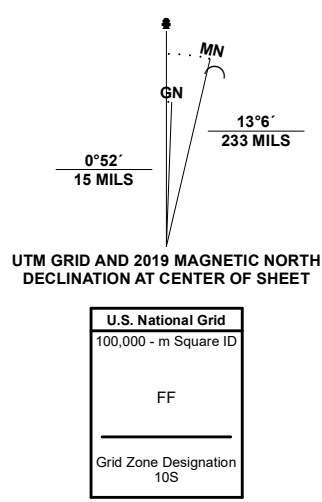 MN
GN
13°6´
233 MILS
0°52´
15 MILS
UTM GRID AND 2019 MAGNETIC NORTH
DECLINATION AT CENTER OF SHEET
U.S. National Grid
100,000 - m Square ID
FF
Grid Zone Designation
10S